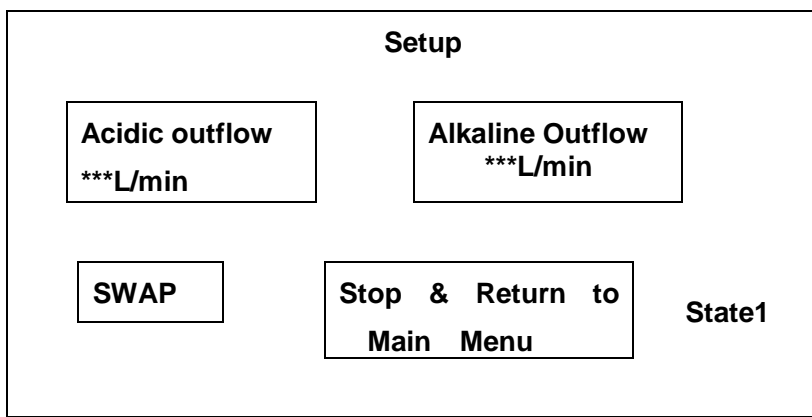 Setup
Acidic outflow
***L/min
Alkaline Outflow
***L/min
SWAP
Stop & Return to
Main Menu
State1